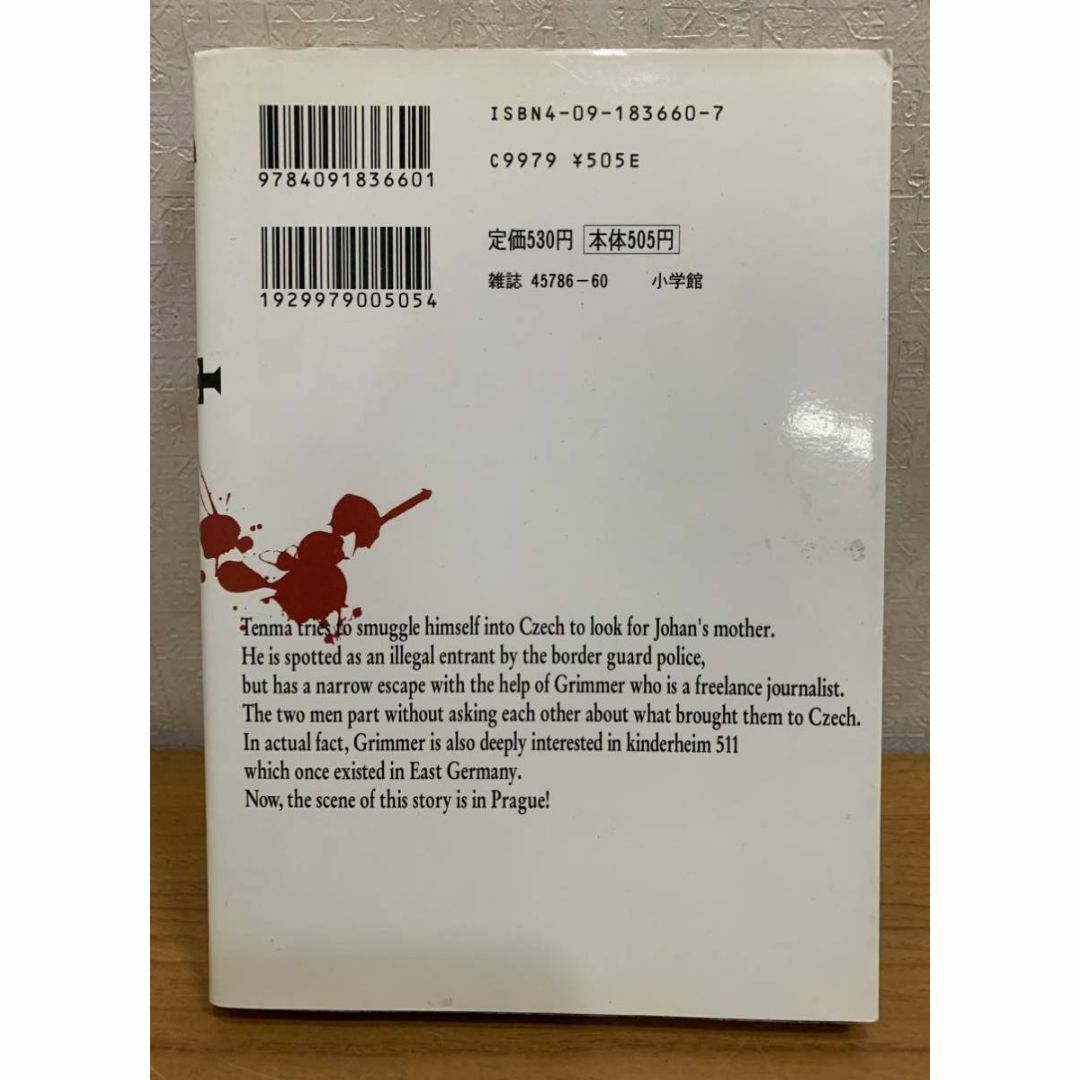 ISBN4-09-183660-7
9784091836601
C9979 ¥505E
定価530円 本体505円
雑誌 45786-60 小学館
1929979005054
Tenma tries to smuggle himself into Czech to look for Johan's mother.
He is spotted as an illegal entrant by the border guard police,
but has a narrow escape with the help of Grimmer who is a freelance journalist.
The two men part without asking each other about what brought them to Czech.
In actual fact, Grimmer is also deeply interested in kinderheim 511
which once existed in East Germany.
Now, the scene of this story is in Prague!